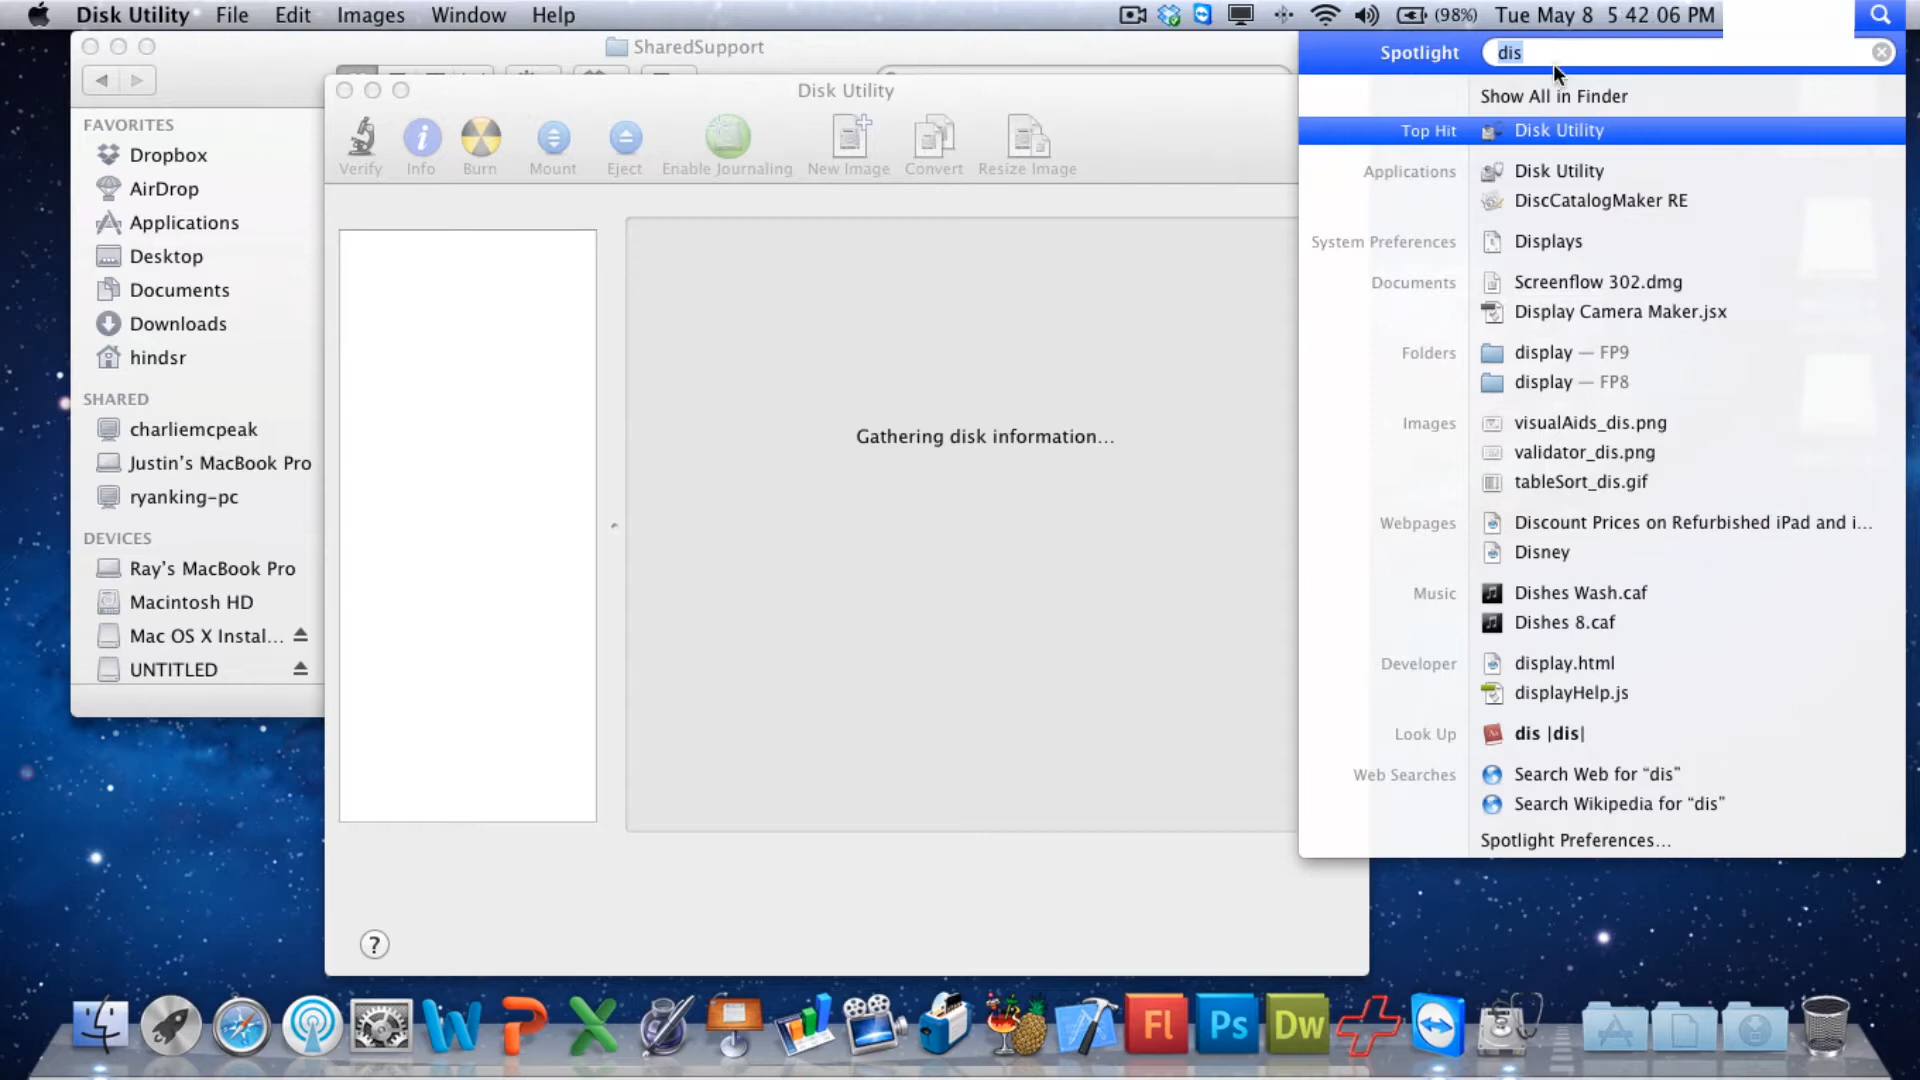 Disk Utility File Edit Images Window Help
(98%) Tue May 8 5:42:06 PM
SharedSupport
Spotlight dis
Disk Utility
Verify Info Burn Mount Eject Enable Journaling New Image Convert Resize Image
FAVORITES
Dropbox
AirDrop
Applications
Desktop
Documents
Downloads
hindsr
SHARED
charliemcpeak
Justin's MacBook Pro
ryanking-pc
DEVICES
Ray's MacBook Pro
Macintosh HD
Mac OS X Instal...
UNTITLED
Gathering disk information...
?
Show All in Finder
Top Hit Disk Utility
Applications Disk Utility
DiscCatalogMaker RE
System Preferences Displays
Documents Screenflow 302.dmg
Display Camera Maker.jsx
Folders display — FP9
display — FP8
Images visualAids_dis.png
validator_dis.png
tableSort_dis.gif
Webpages Discount Prices on Refurbished iPad and i...
Disney
Music Dishes Wash.caf
Dishes 8.caf
Developer display.html
displayHelp.js
Look Up dis |dis|
Web Searches Search Web for “dis”
Search Wikipedia for “dis”
Spotlight Preferences...
Fl Ps Dw